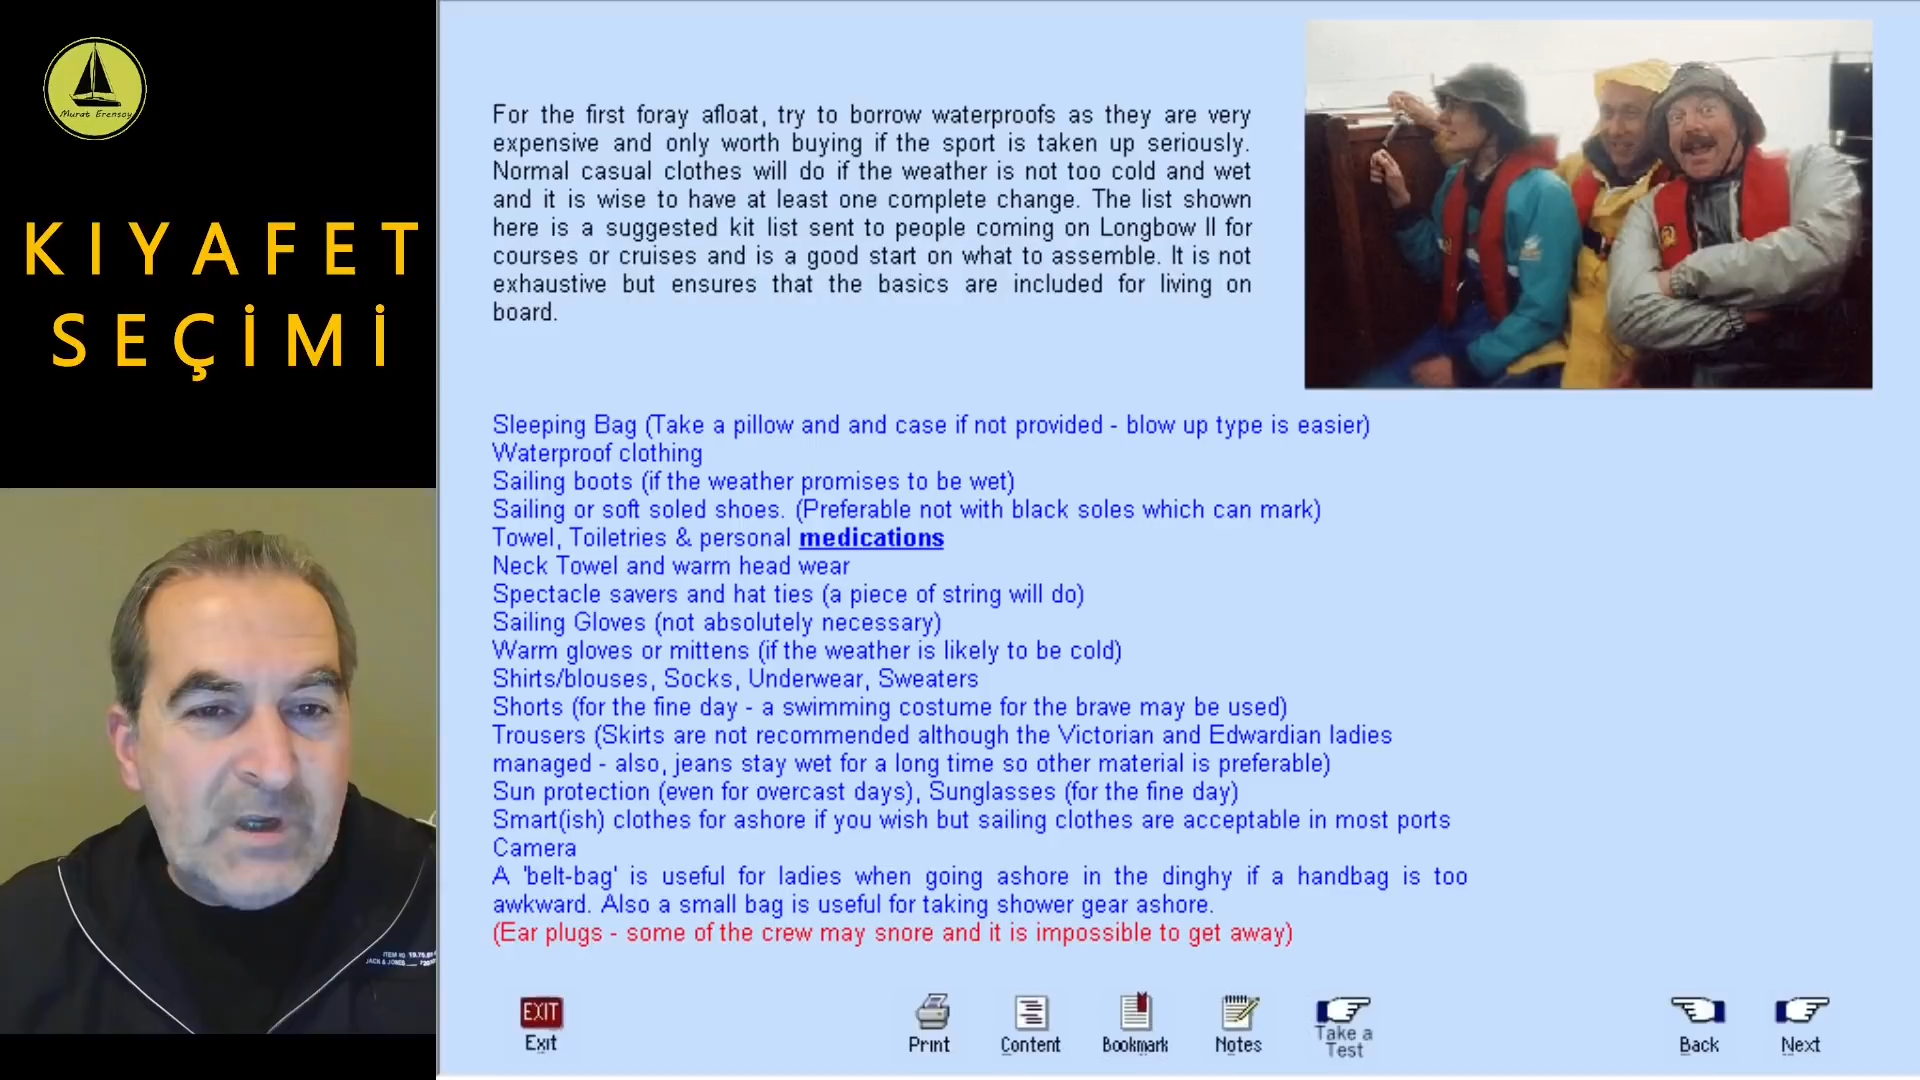 Murat Erensoy
KIYAFET
SEÇİMİ
For the first foray afloat, try to borrow waterproofs as they are very
expensive and only worth buying if the sport is taken up seriously.
Normal casual clothes will do if the weather is not too cold and wet
and it is wise to have at least one complete change. The list shown
here is a suggested kit list sent to people coming on Longbow II for
courses or cruises and is a good start on what to assemble. It is not
exhaustive but ensures that the basics are included for living on
board.
Sleeping Bag (Take a pillow and and case if not provided - blow up type is easier)
Waterproof clothing
Sailing boots (if the weather promises to be wet)
Sailing or soft soled shoes. (Preferable not with black soles which can mark)
Towel, Toiletries & personal medications
Neck Towel and warm head wear
Spectacle savers and hat ties (a piece of string will do)
Sailing Gloves (not absolutely necessary)
Warm gloves or mittens (if the weather is likely to be cold)
Shirts/blouses, Socks, Underwear, Sweaters
Shorts (for the fine day - a swimming costume for the brave may be used)
Trousers (Skirts are not recommended although the Victorian and Edwardian ladies
managed - also, jeans stay wet for a long time so other material is preferable)
Sun protection (even for overcast days), Sunglasses (for the fine day)
Smart(ish) clothes for ashore if you wish but sailing clothes are acceptable in most ports
Camera
A 'belt-bag' is useful for ladies when going ashore in the dinghy if a handbag is too
awkward. Also a small bag is useful for taking shower gear ashore.
(Ear plugs - some of the crew may snore and it is impossible to get away)
ITEM NO
JACK & JONES
EXIT
Exit
Print
Content
Bookmark
Notes
Take a
Test
Back
Next